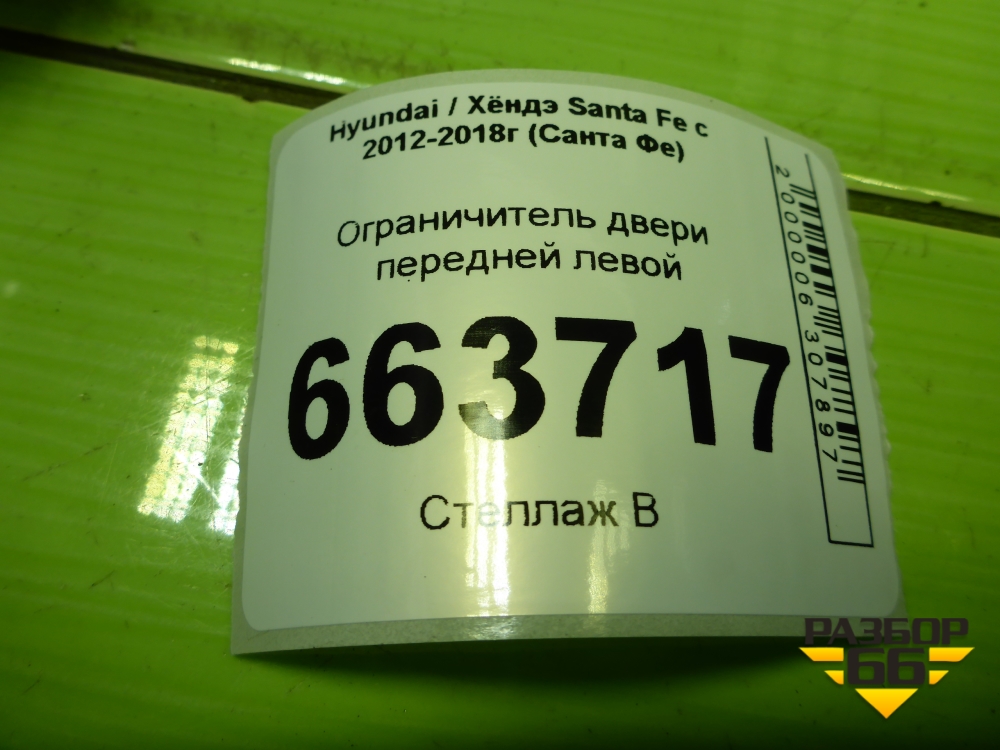 Hyundai / Хёндэ Santa Fe с
2012-2018г (Санта Фе)
Ограничитель двери
передней левой
663717
Стеллаж В
2000006307897
РАЗБОР
66